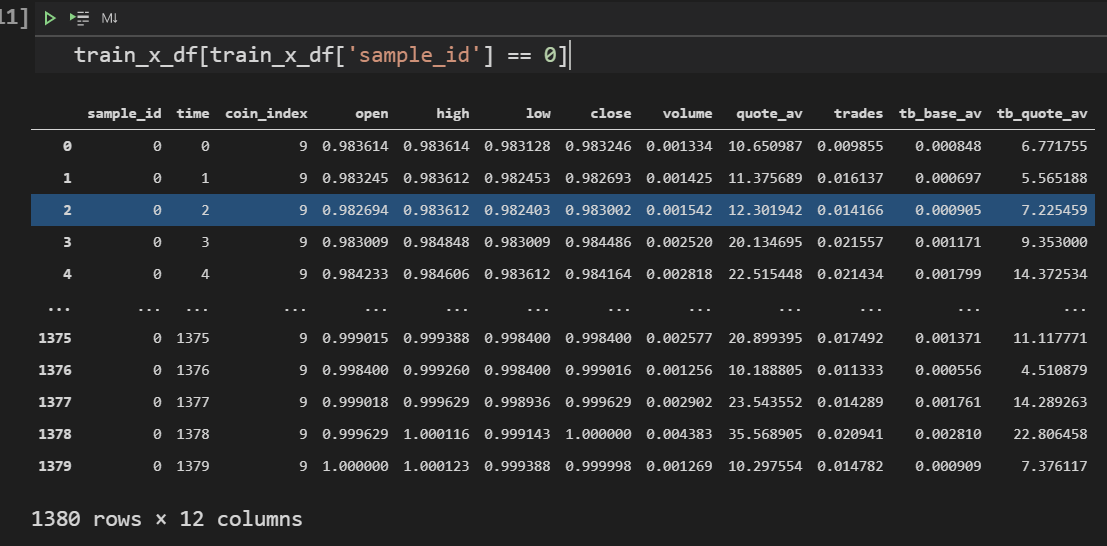 11]
M↓
train_x_df[train_x_df['sample_id'] == 0]
sample_id time coin_index open high low close volume quote_av trades tb_base_av tb_quote_av
0 0 0 9 0.983614 0.983614 0.983128 0.983246 0.001334 10.650987 0.009855 0.000848 6.771755
1 0 1 9 0.983245 0.983612 0.982453 0.982693 0.001425 11.375689 0.016137 0.000697 5.565188
2 0 2 9 0.982694 0.983612 0.982403 0.983002 0.001542 12.301942 0.014166 0.000905 7.225459
3 0 3 9 0.983009 0.984848 0.983009 0.984486 0.002520 20.134695 0.021557 0.001171 9.353000
4 0 4 9 0.984233 0.984606 0.983612 0.984164 0.002818 22.515448 0.021434 0.001799 14.372534
... ... ... ... ... ... ... ... ... ... ... ... ...
1375 0 1375 9 0.999015 0.999388 0.998400 0.998400 0.002577 20.899395 0.017492 0.001371 11.117771
1376 0 1376 9 0.998400 0.999260 0.998400 0.999016 0.001256 10.188805 0.011333 0.000556 4.510879
1377 0 1377 9 0.999018 0.999629 0.998936 0.999629 0.002902 23.543552 0.014289 0.001761 14.289263
1378 0 1378 9 0.999629 1.000116 0.999143 1.000000 0.004383 35.568905 0.020941 0.002810 22.806458
1379 0 1379 9 1.000000 1.000123 0.999388 0.999998 0.001269 10.297554 0.014782 0.000909 7.376117
1380 rows × 12 columns